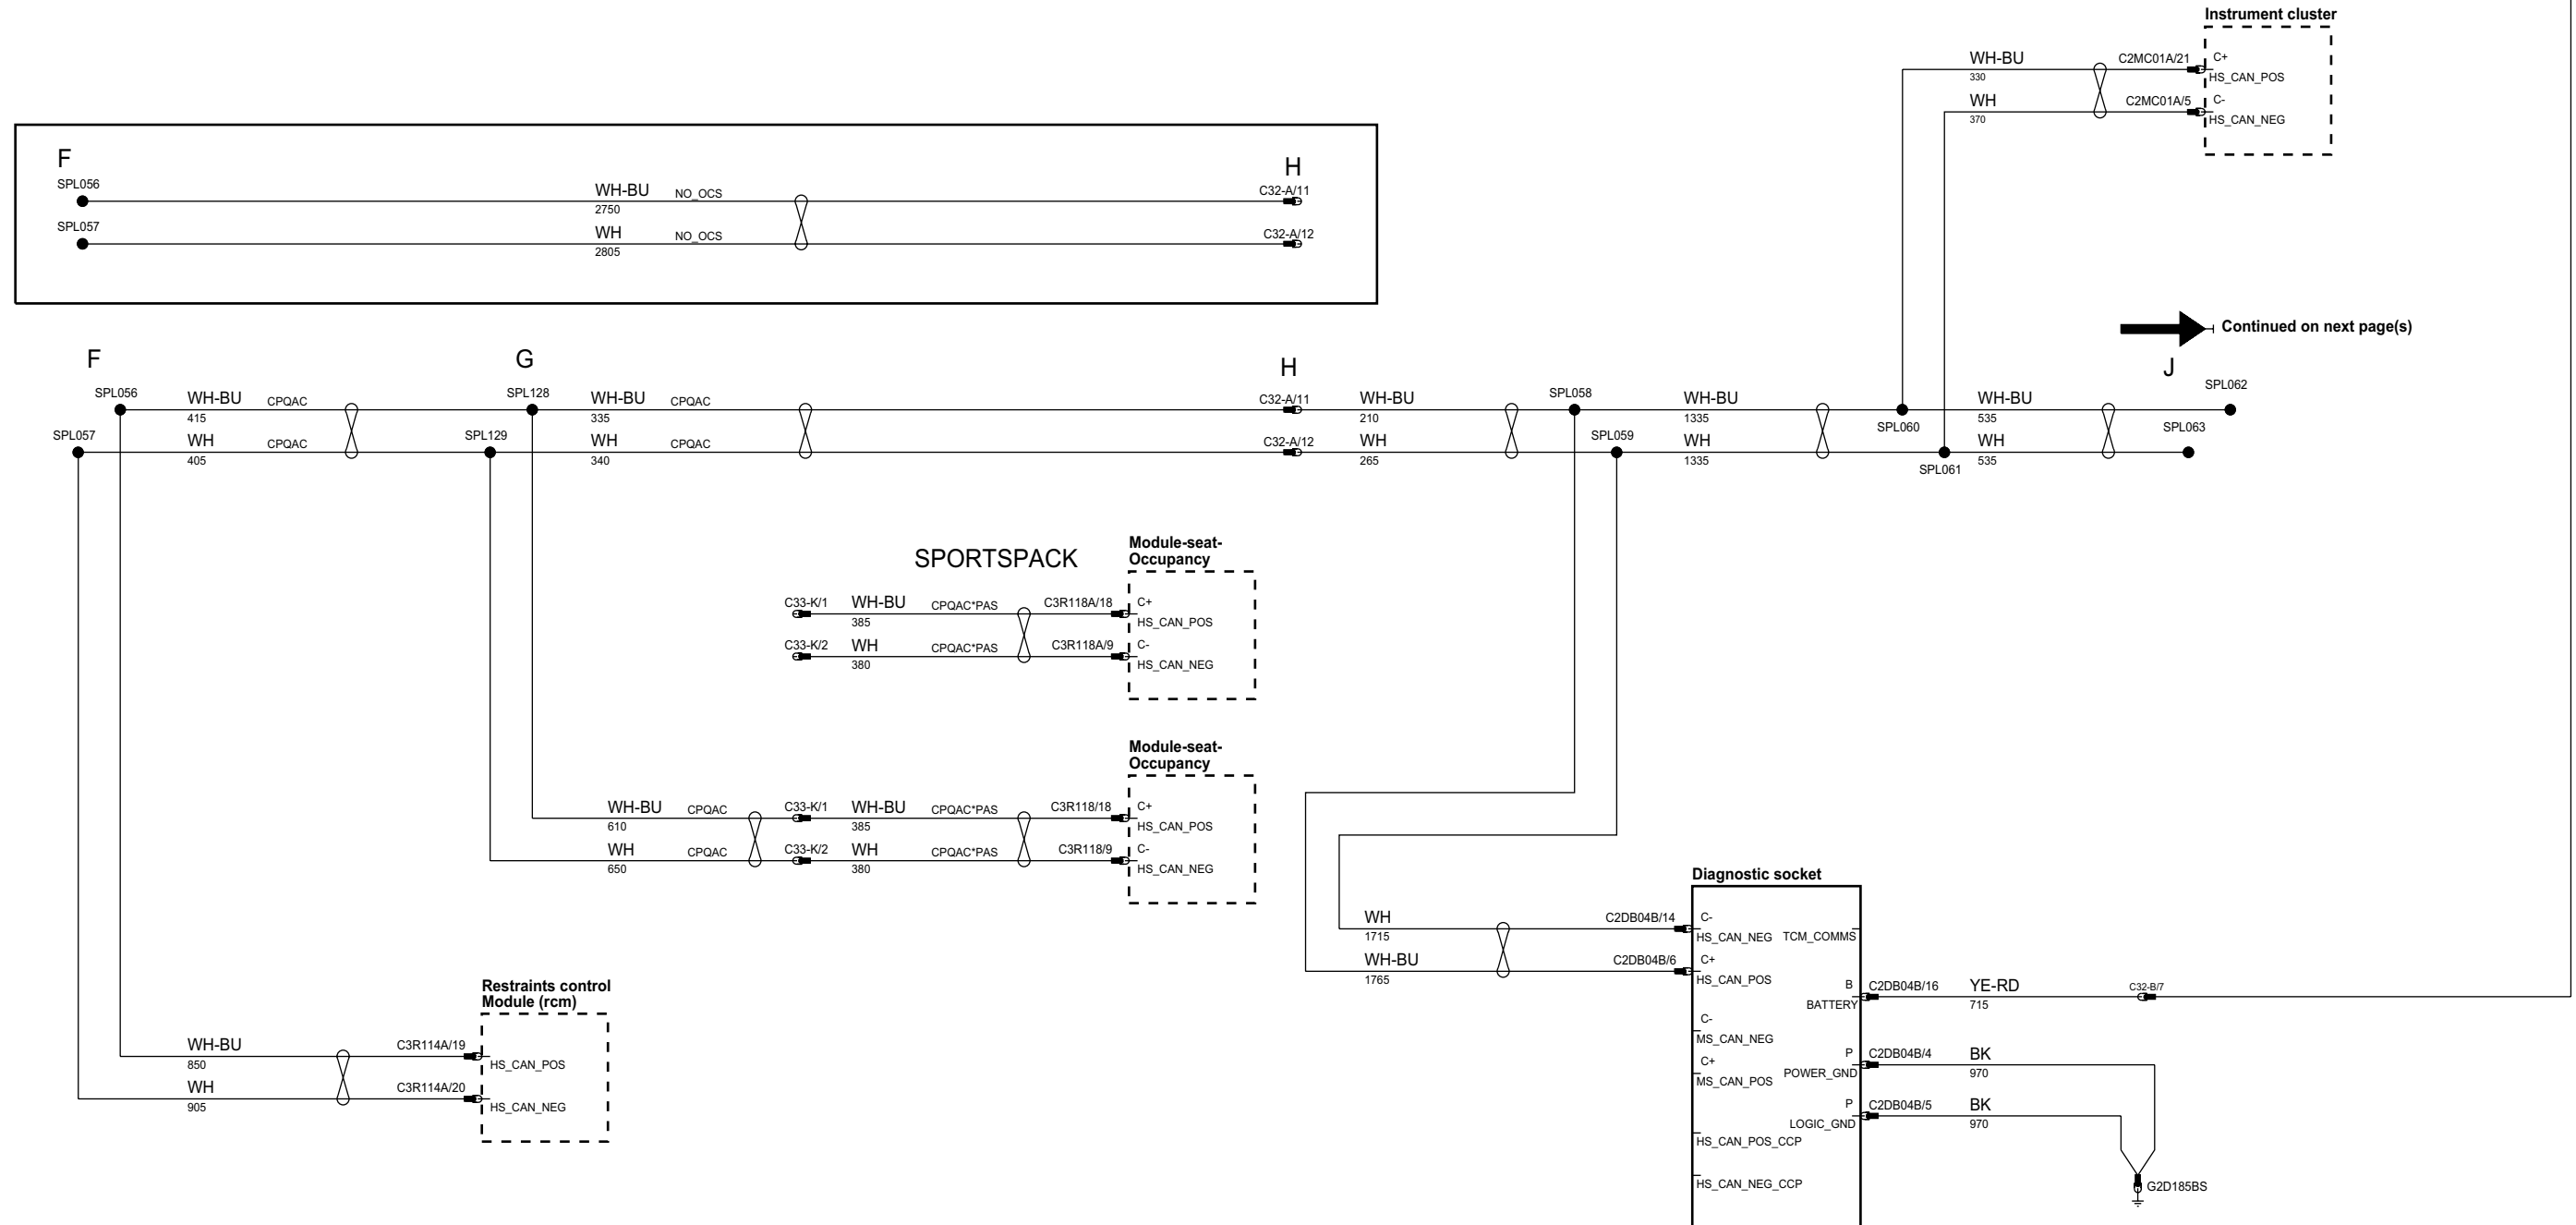 Instrument cluster
WH-BU
330
C2MC01A/21
C+
HS_CAN_POS
WH
370
C2MC01A/5
C-
HS_CAN_NEG
F
H
SPL056
WH-BU
NO_OCS
2750
C32-A/11
SPL057
WH
NO_OCS
2805
C32-A/12
Continued on next page(s)
F
G
H
J
SPL056
WH-BU
CPQAC
415
SPL128
WH-BU
CPQAC
335
C32-A/11
WH-BU
210
SPL058
WH-BU
1335
SPL060
WH-BU
535
SPL062
SPL057
WH
CPQAC
405
SPL129
WH
CPQAC
340
C32-A/12
WH
265
SPL059
WH
1335
SPL061
WH
535
SPL063
SPORTSPACK
Module-seat-
Occupancy
C33-K/1
WH-BU
CPQAC*PAS
385
C3R118A/18
C+
HS_CAN_POS
C33-K/2
WH
CPQAC*PAS
380
C3R118A/9
C-
HS_CAN_NEG
Module-seat-
Occupancy
WH-BU
CPQAC
610
C33-K/1
WH-BU
CPQAC*PAS
385
C3R118/18
C+
HS_CAN_POS
WH
CPQAC
650
C33-K/2
WH
CPQAC*PAS
380
C3R118/9
C-
HS_CAN_NEG
Diagnostic socket
WH
1715
C2DB04B/14
C-
HS_CAN_NEG
TCM_COMMS
WH-BU
1765
C2DB04B/6
C+
HS_CAN_POS
B
BATTERY
C2DB04B/16
YE-RD
715
C32-B/7
C-
MS_CAN_NEG
C+
MS_CAN_POS
P
POWER_GND
C2DB04B/4
BK
970
P
LOGIC_GND
C2DB04B/5
BK
970
HS_CAN_POS_CCP
HS_CAN_NEG_CCP
G2D185BS
Restraints control
Module (rcm)
WH-BU
850
C3R114A/19
HS_CAN_POS
WH
905
C3R114A/20
HS_CAN_NEG